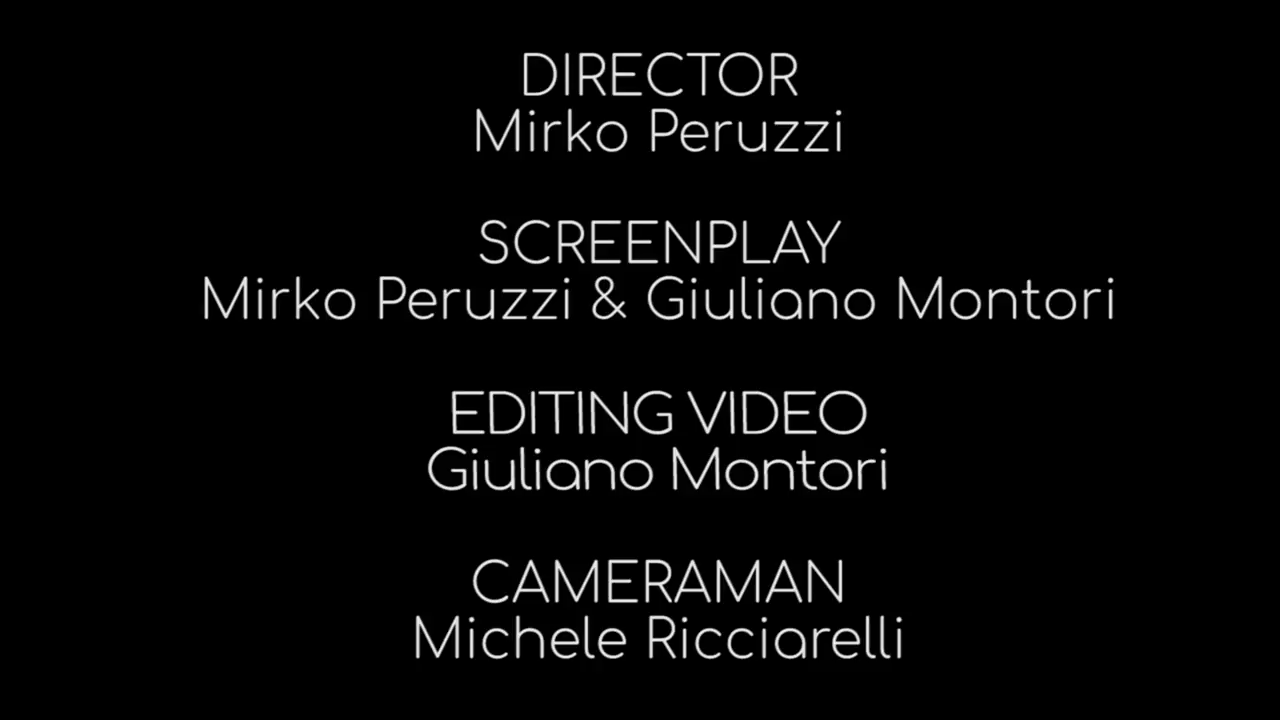 DIRECTOR
Mirko Peruzzi
SCREENPLAY
Mirko Peruzzi & Giuliano Montori
EDITING VIDEO
Giuliano Montori
CAMERAMAN
Michele Ricciarelli